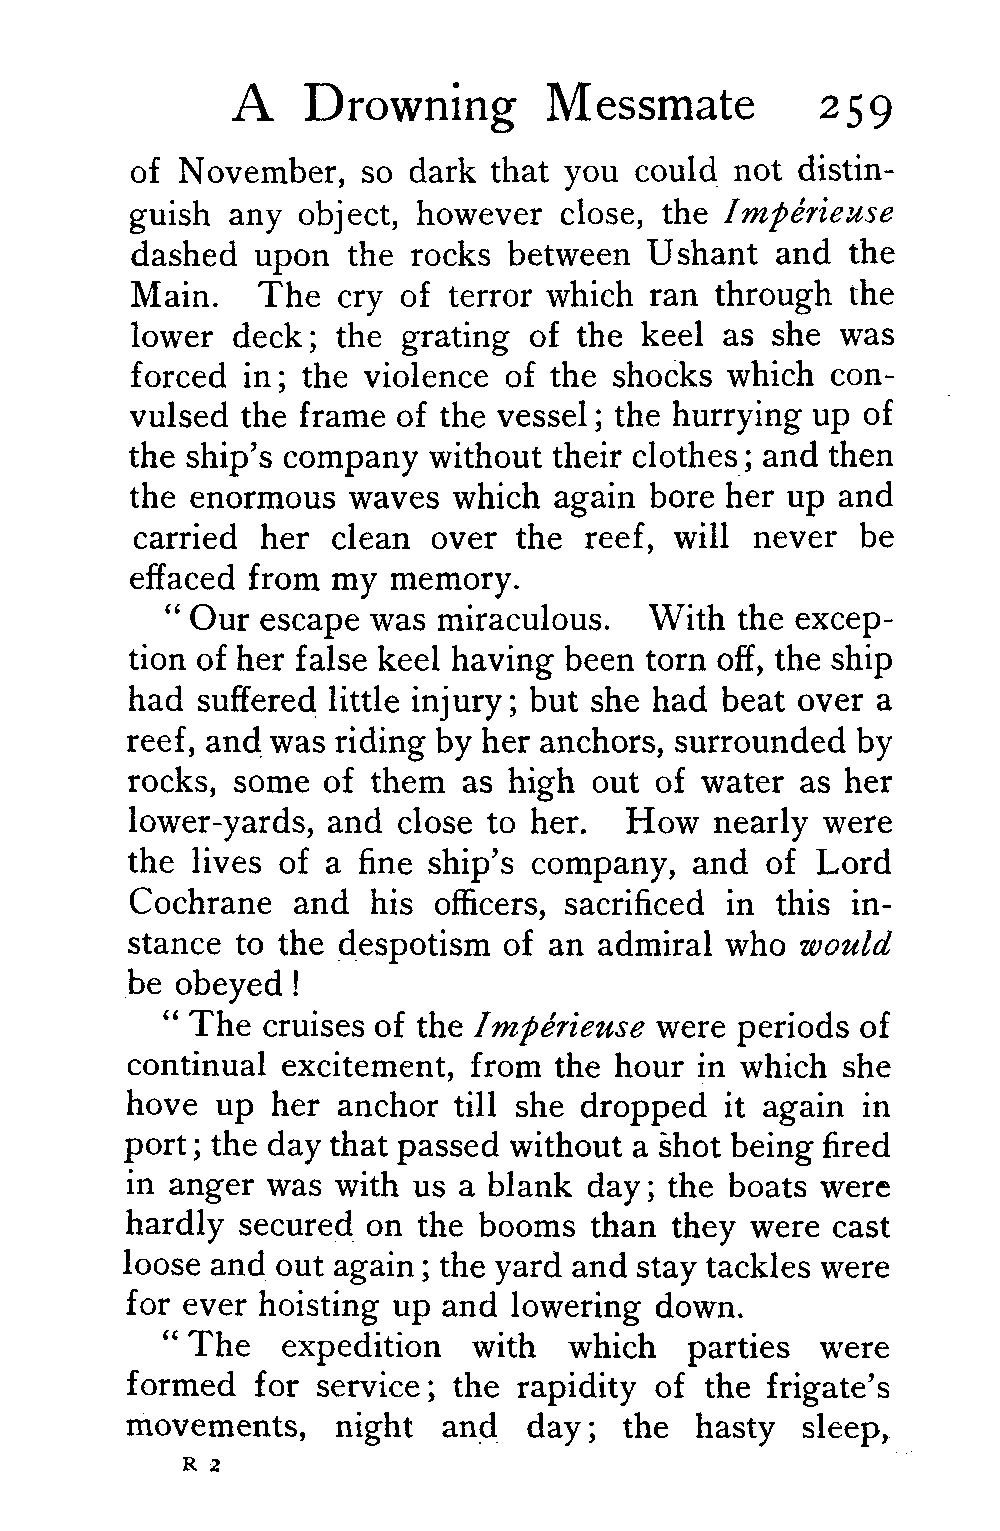 A Drowning Messmate 259
of November, so dark that you could not distin-
guish any object, however close, the Impérieuse
dashed upon the rocks between Ushant and the
Main. The cry of terror which ran through the
lower deck; the grating of the keel as she was
forced in; the violence of the shocks which con-
vulsed the frame of the vessel; the hurrying up of
the ship's company without their clothes; and then
the enormous waves which again bore her up and
carried her clean over the reef, will never be
effaced from my memory.
“Our escape was miraculous. With the excep-
tion of her false keel having been torn off, the ship
had suffered little injury; but she had beat over a
reef, and was riding by her anchors, surrounded by
rocks, some of them as high out of water as her
lower-yards, and close to her. How nearly were
the lives of a fine ship's company, and of Lord
Cochrane and his officers, sacrificed in this in-
stance to the despotism of an admiral who would
be obeyed!
“The cruises of the Impérieuse were periods of
continual excitement, from the hour in which she
hove up her anchor till she dropped it again in
port; the day that passed without a shot being fired
in anger was with us a blank day; the boats were
hardly secured on the booms than they were cast
loose and out again; the yard and stay tackles were
for ever hoisting up and lowering down.
“The expedition with which parties were
formed for service; the rapidity of the frigate's
movements, night and day; the hasty sleep,
R 2